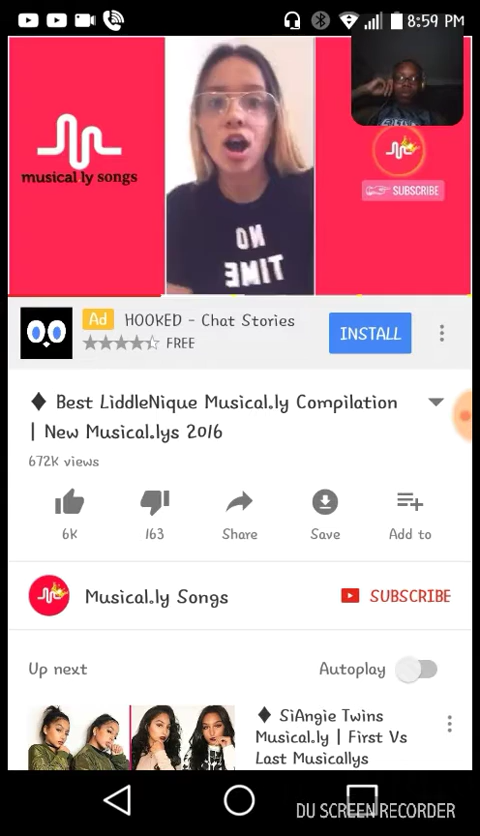 8:59 PM
musical.ly songs
NO
TIME
SUBSCRIBE
Ad HOOKED - Chat Stories
FREE
INSTALL
♦ Best LiddleNique Musical.ly Compilation
| New Musical.lys 2016
672K views
6K
163
Share
Save
Add to
Musical.ly Songs
SUBSCRIBE
Up next
Autoplay
♦ SiAngie Twins
Musical.ly | First Vs
Last Musicallys
DU SCREEN RECORDER